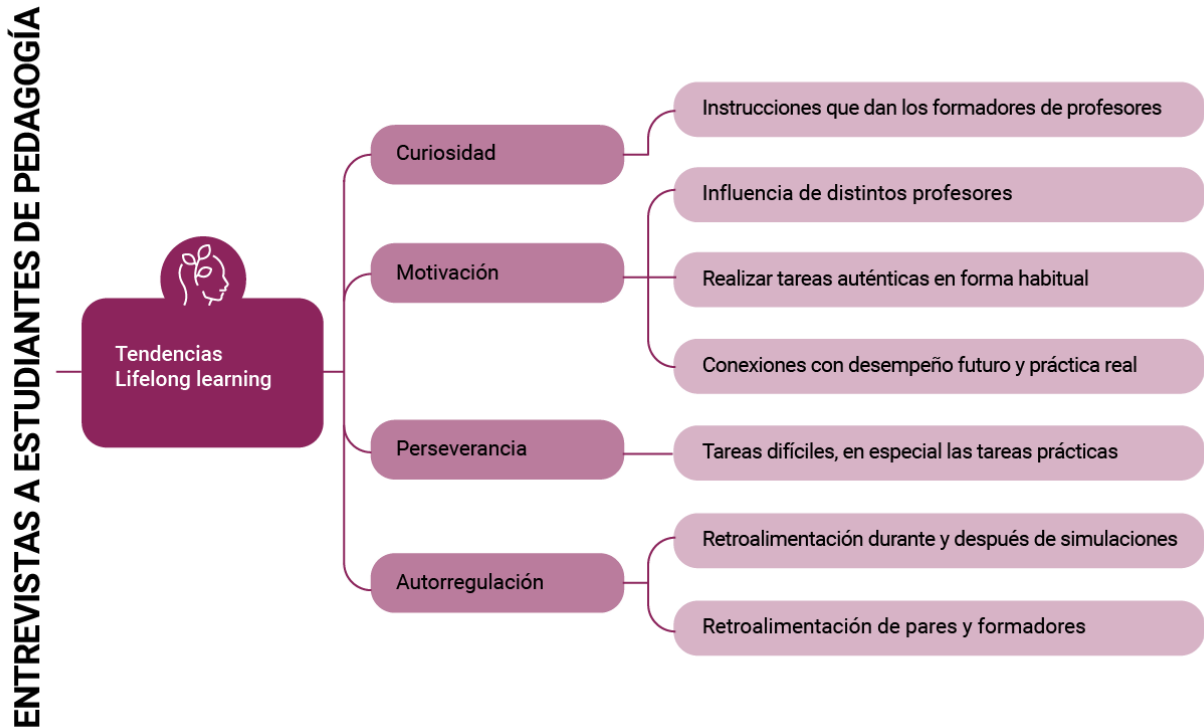 ENTREVISTAS A ESTUDIANTES DE PEDAGOGÍA
Tendencias
Lifelong learning
Curiosidad
Instrucciones que dan los formadores de profesores
Motivación
Influencia de distintos profesores
Realizar tareas auténticas en forma habitual
Conexiones con desempeño futuro y práctica real
Perseverancia
Tareas difíciles, en especial las tareas prácticas
Autorregulación
Retroalimentación durante y después de simulaciones
Retroalimentación de pares y formadores